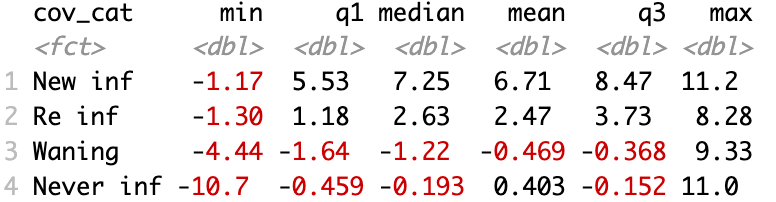 cov_cat min q1 median mean q3 max
<fct> <dbl> <dbl> <dbl> <dbl> <dbl> <dbl>
1 New inf -1.17 5.53 7.25 6.71 8.47 11.2
2 Re inf -1.30 1.18 2.63 2.47 3.73 8.28
3 Waning -4.44 -1.64 -1.22 -0.469 -0.368 9.33
4 Never inf -10.7 -0.459 -0.193 0.403 -0.152 11.0